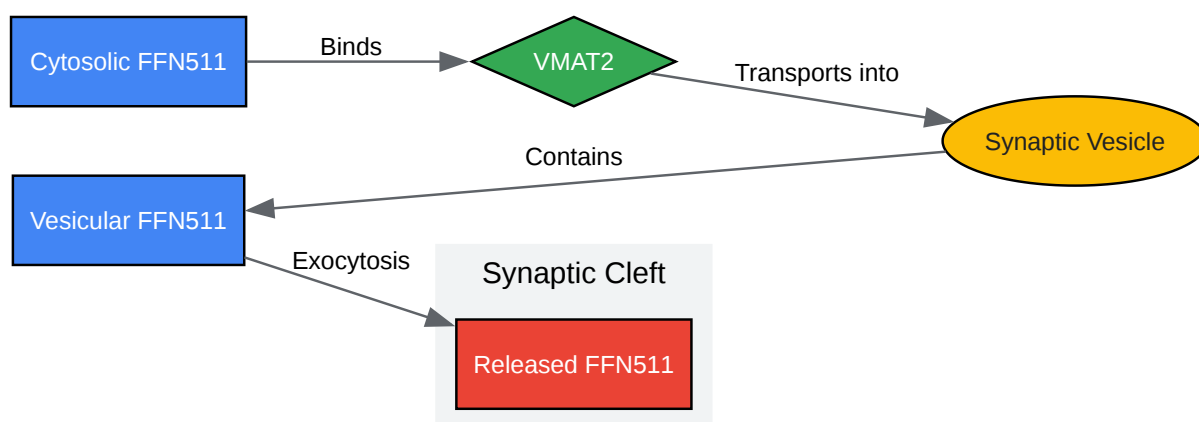 Cytosolic FFN511
Binds
VMAT2
Transports into
Synaptic Vesicle
Contains
Vesicular FFN511
Exocytosis
Synaptic Cleft
Released FFN511